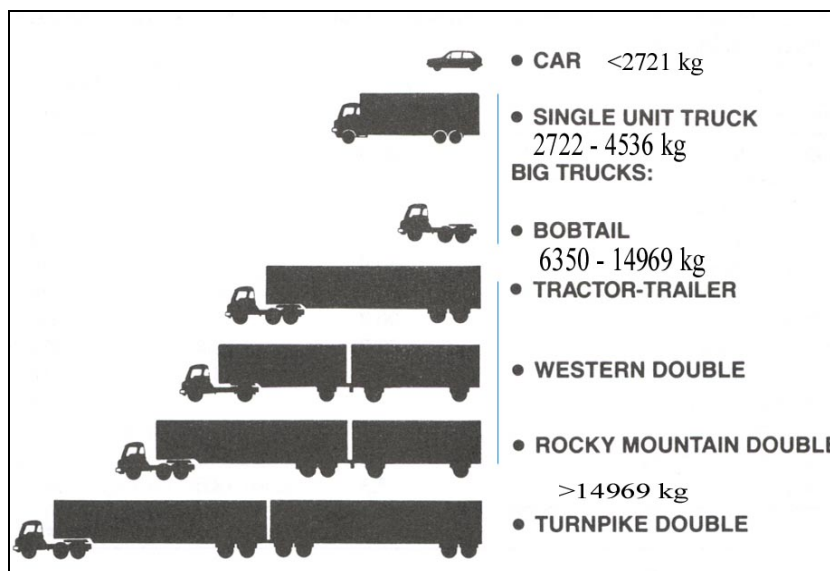 • CAR <2721 kg
• SINGLE UNIT TRUCK
2722 - 4536 kg
BIG TRUCKS:
• BOBTAIL
6350 - 14969 kg
• TRACTOR-TRAILER
• WESTERN DOUBLE
• ROCKY MOUNTAIN DOUBLE
>14969 kg
• TURNPIKE DOUBLE